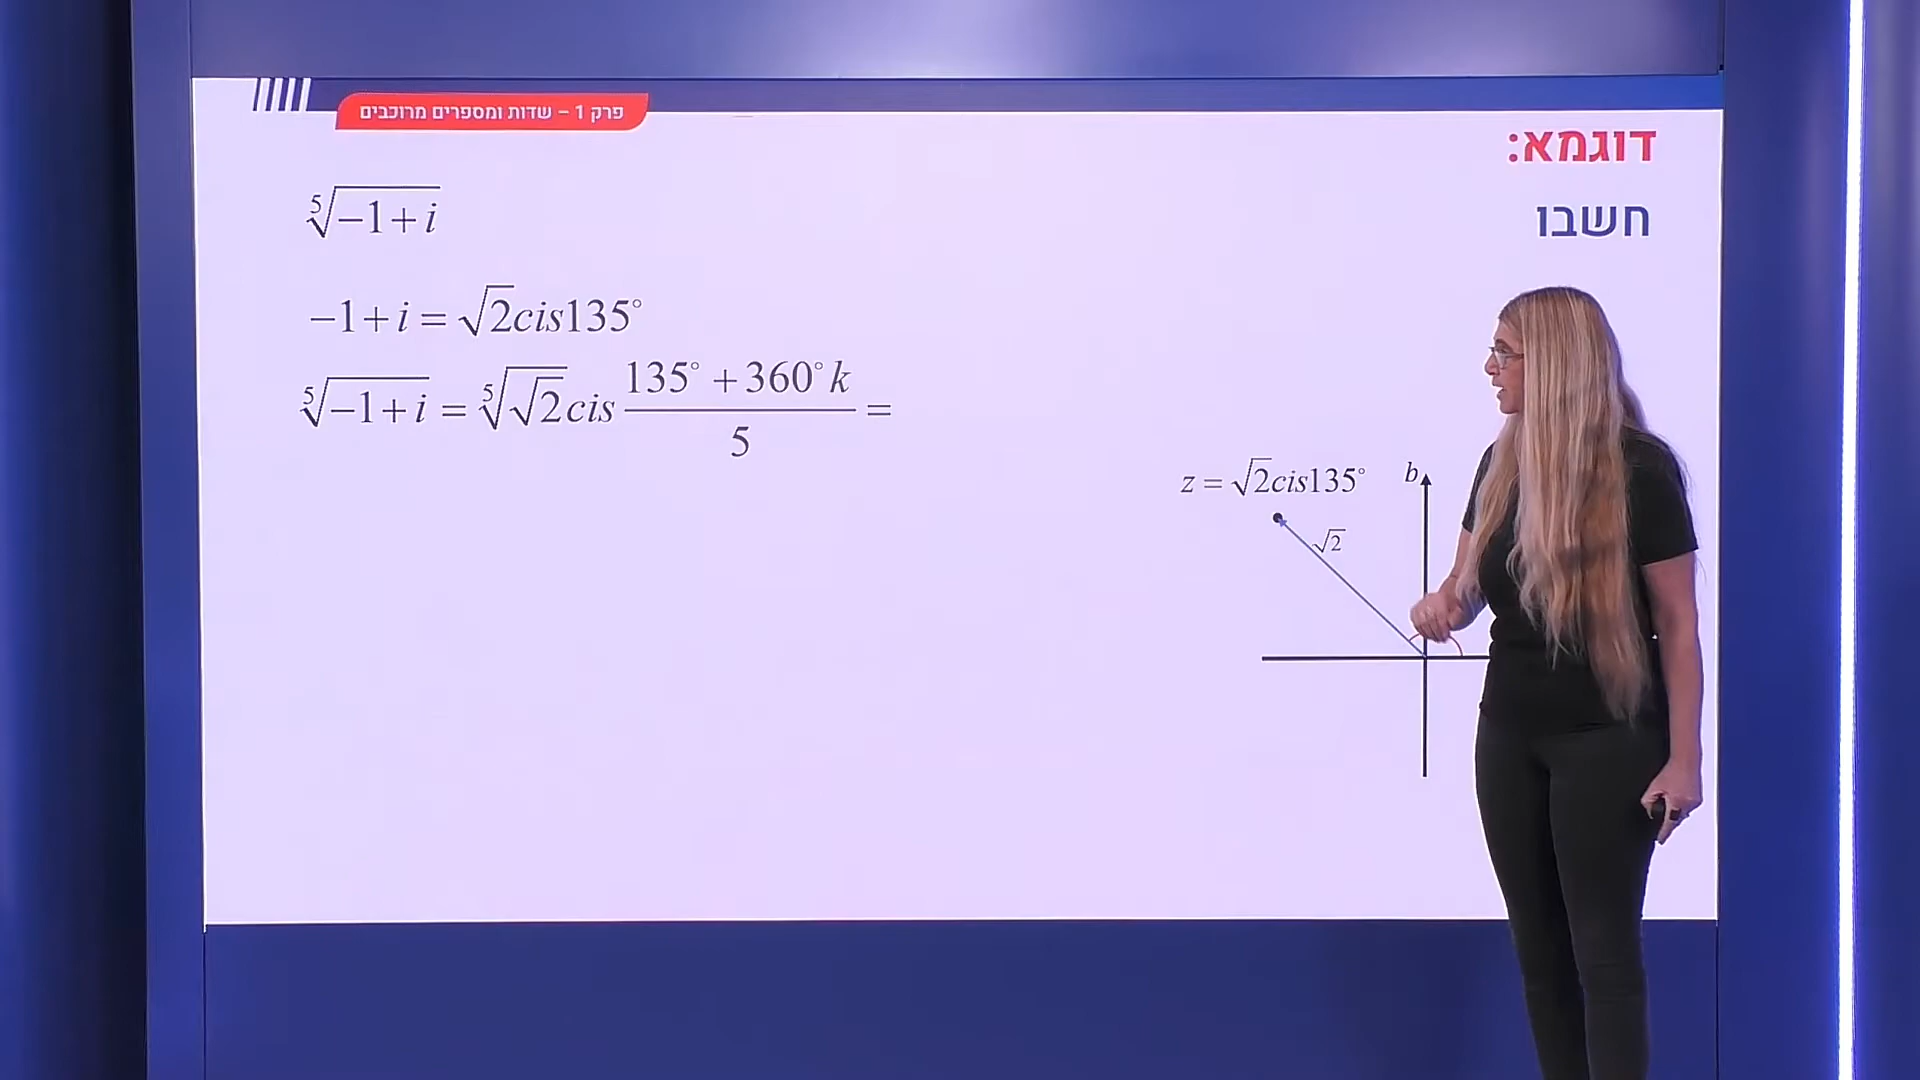 פרק 1 – שדות ומספרים מרוכבים
דוגמא:
חשבו
⁵√(−1+i)
−1+i = √2cis135°
⁵√(−1+i) = ⁵√(√2)cis (135° + 360°k)/5 =
z = √2cis135°
b
√2